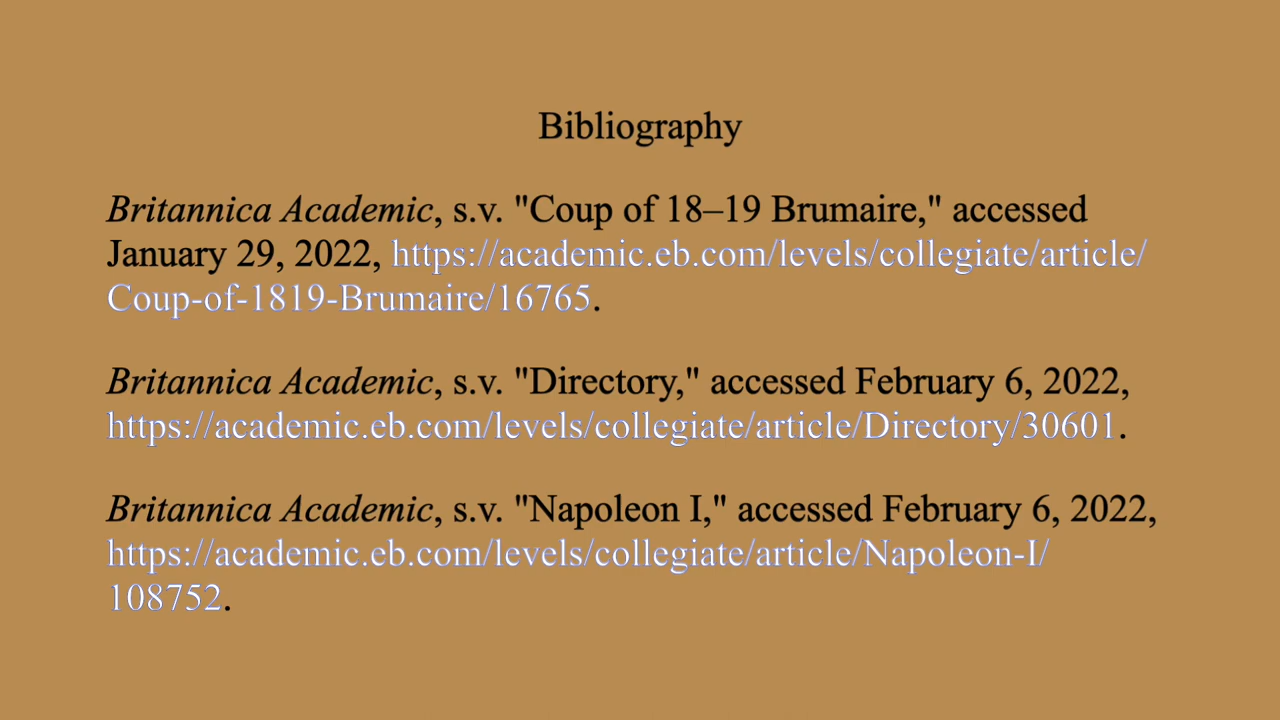 Bibliography
Britannica Academic, s.v. "Coup of 18–19 Brumaire," accessed
January 29, 2022, https://academic.eb.com/levels/collegiate/article/
Coup-of-1819-Brumaire/16765.
Britannica Academic, s.v. "Directory," accessed February 6, 2022,
https://academic.eb.com/levels/collegiate/article/Directory/30601.
Britannica Academic, s.v. "Napoleon I," accessed February 6, 2022,
https://academic.eb.com/levels/collegiate/article/Napoleon-I/
108752.